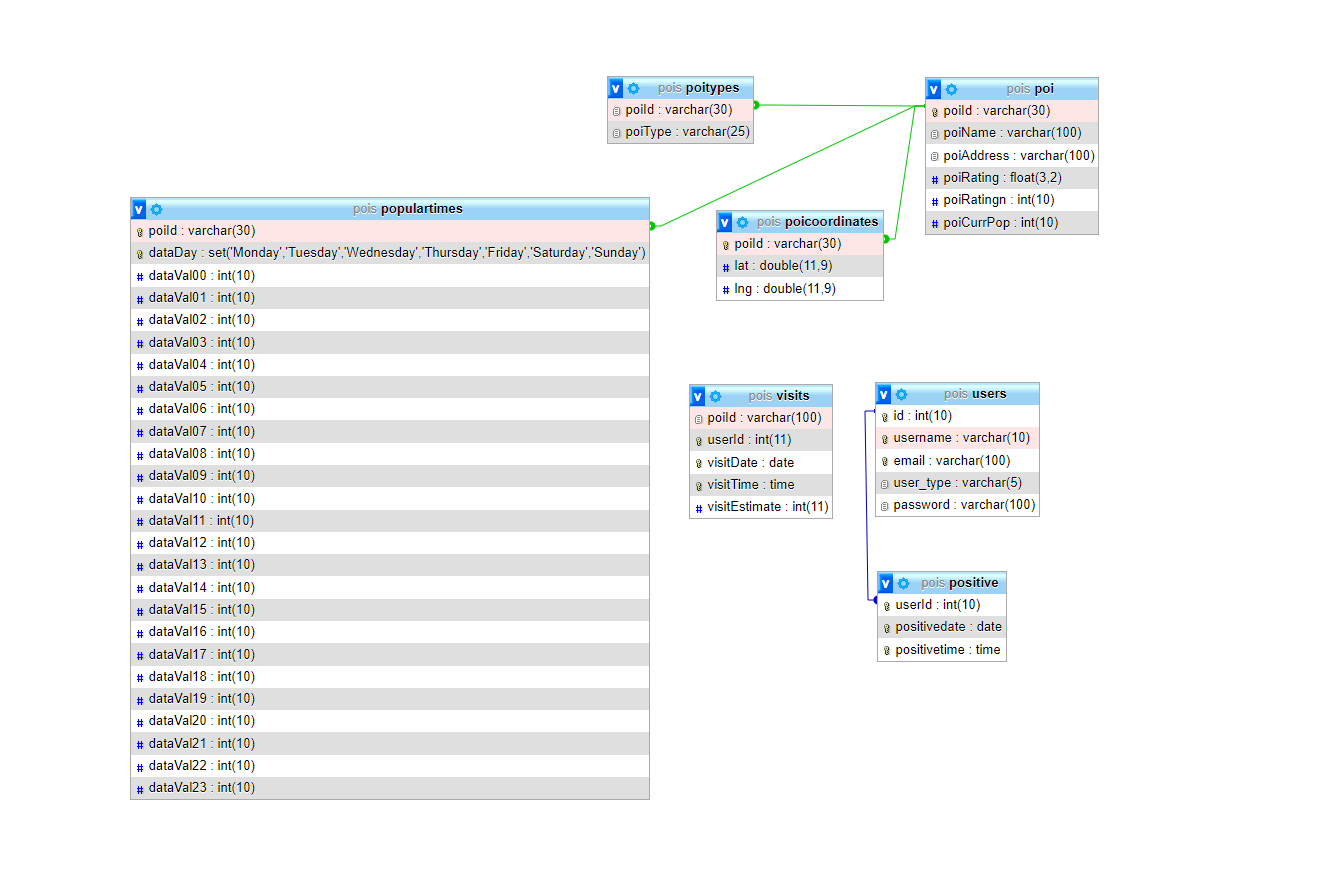 v pois poitypes
poiId : varchar(30)
poiType : varchar(25)
v pois poi
poiId : varchar(30)
poiName : varchar(100)
poiAddress : varchar(100)
# poiRating : float(3,2)
# poiRatingn : int(10)
# poiCurrPop : int(10)
v pois populartimes
poiId : varchar(30)
dataDay : set('Monday','Tuesday','Wednesday','Thursday','Friday','Saturday','Sunday')
# dataVal00 : int(10)
# dataVal01 : int(10)
# dataVal02 : int(10)
# dataVal03 : int(10)
# dataVal04 : int(10)
# dataVal05 : int(10)
# dataVal06 : int(10)
# dataVal07 : int(10)
# dataVal08 : int(10)
# dataVal09 : int(10)
# dataVal10 : int(10)
# dataVal11 : int(10)
# dataVal12 : int(10)
# dataVal13 : int(10)
# dataVal14 : int(10)
# dataVal15 : int(10)
# dataVal16 : int(10)
# dataVal17 : int(10)
# dataVal18 : int(10)
# dataVal19 : int(10)
# dataVal20 : int(10)
# dataVal21 : int(10)
# dataVal22 : int(10)
# dataVal23 : int(10)
v pois poicoordinates
poiId : varchar(30)
# lat : double(11,9)
# lng : double(11,9)
v pois visits
poiId : varchar(100)
userId : int(11)
visitDate : date
visitTime : time
# visitEstimate : int(11)
v pois users
id : int(10)
username : varchar(10)
email : varchar(100)
user_type : varchar(5)
password : varchar(100)
v pois positive
userId : int(10)
positivedate : date
positivetime : time